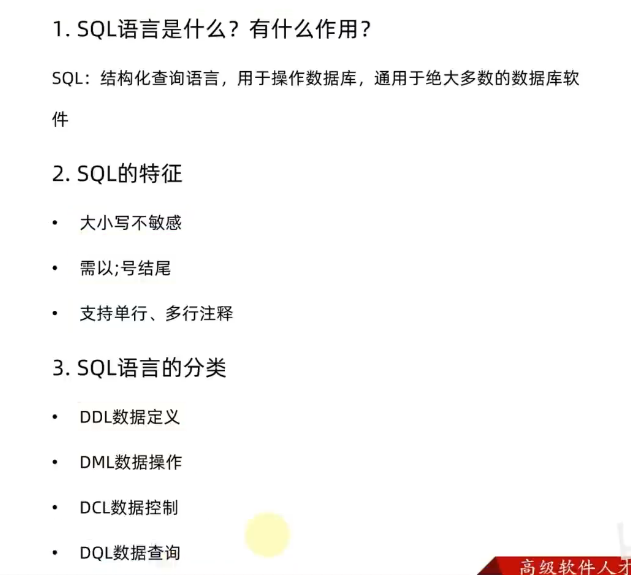 1. SQL语言是什么？有什么作用？
SQL：结构化查询语言，用于操作数据库，通用于绝大多数的数据库软
件
2. SQL的特征
• 大小写不敏感
• 需以;号结尾
• 支持单行、多行注释
3. SQL语言的分类
• DDL数据定义
• DML数据操作
• DCL数据控制
• DQL数据查询
高级软件人才